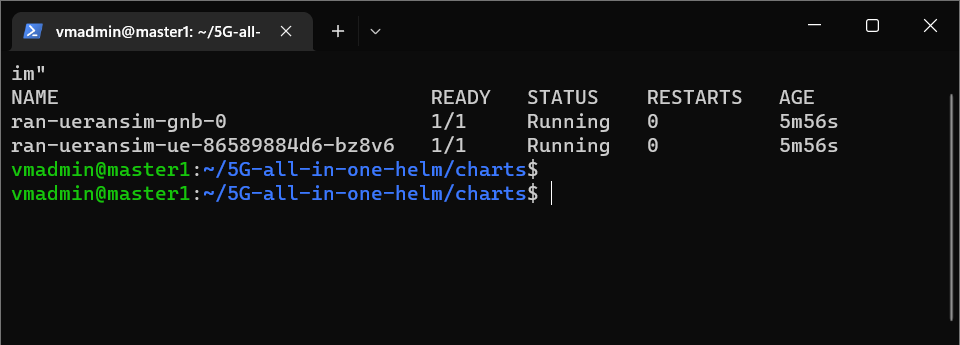 vmadmin@master1: ~/5G-all-
im"
NAME READY STATUS RESTARTS AGE
ran-ueransim-gnb-0 1/1 Running 0 5m56s
ran-ueransim-ue-86589884d6-bz8v6 1/1 Running 0 5m56s
vmadmin@master1:~/5G-all-in-one-helm/charts$
vmadmin@master1:~/5G-all-in-one-helm/charts$